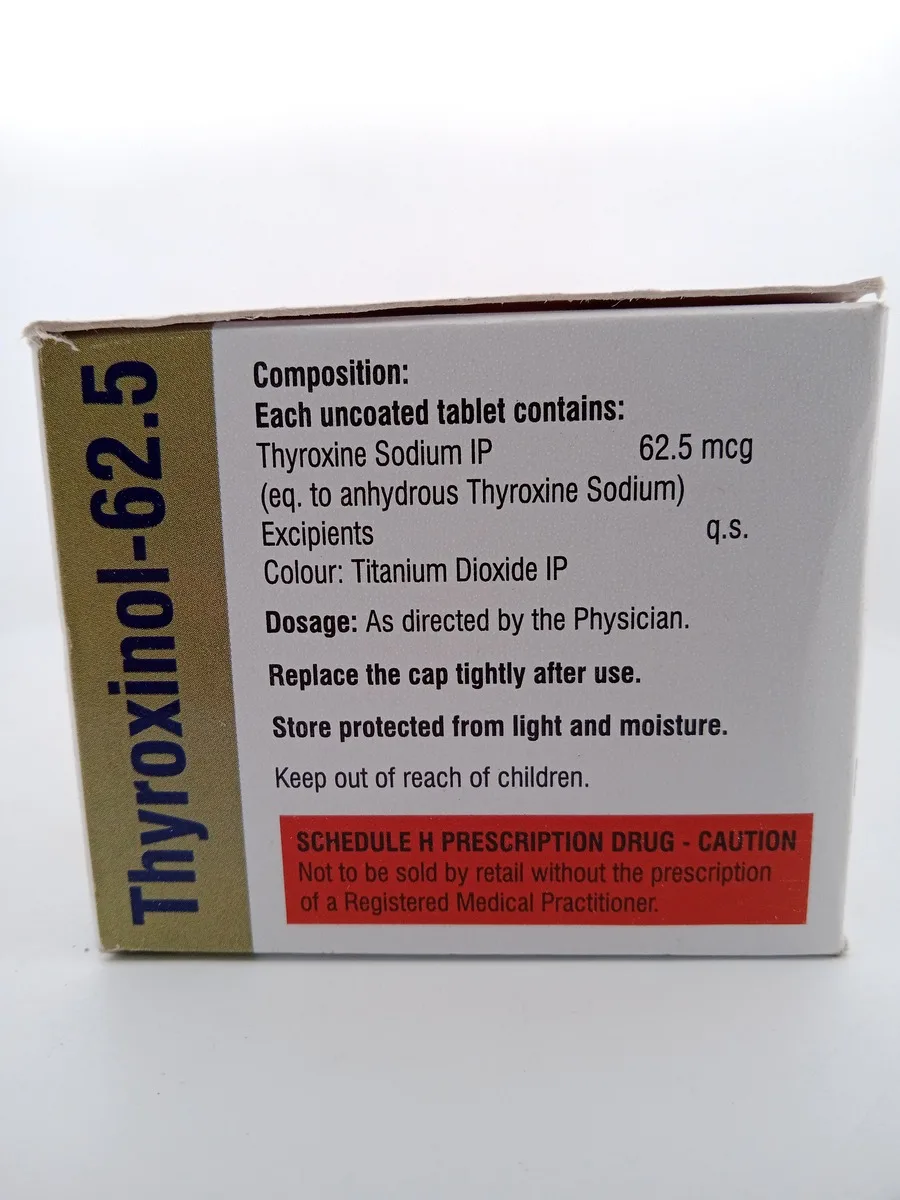 Thyroxinol-62.5
Composition:
Each uncoated tablet contains:
Thyroxine Sodium IP 62.5 mcg
(eq. to anhydrous Thyroxine Sodium)
Excipients q.s.
Colour: Titanium Dioxide IP
Dosage: As directed by the Physician.
Replace the cap tightly after use.
Store protected from light and moisture.
Keep out of reach of children.
SCHEDULE H PRESCRIPTION DRUG - CAUTION
Not to be sold by retail without the prescription
of a Registered Medical Practitioner.